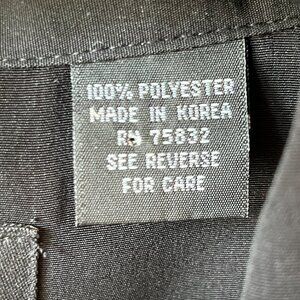 100% POLYESTER
MADE IN KOREA
RN 75832
SEE REVERSE
FOR CARE